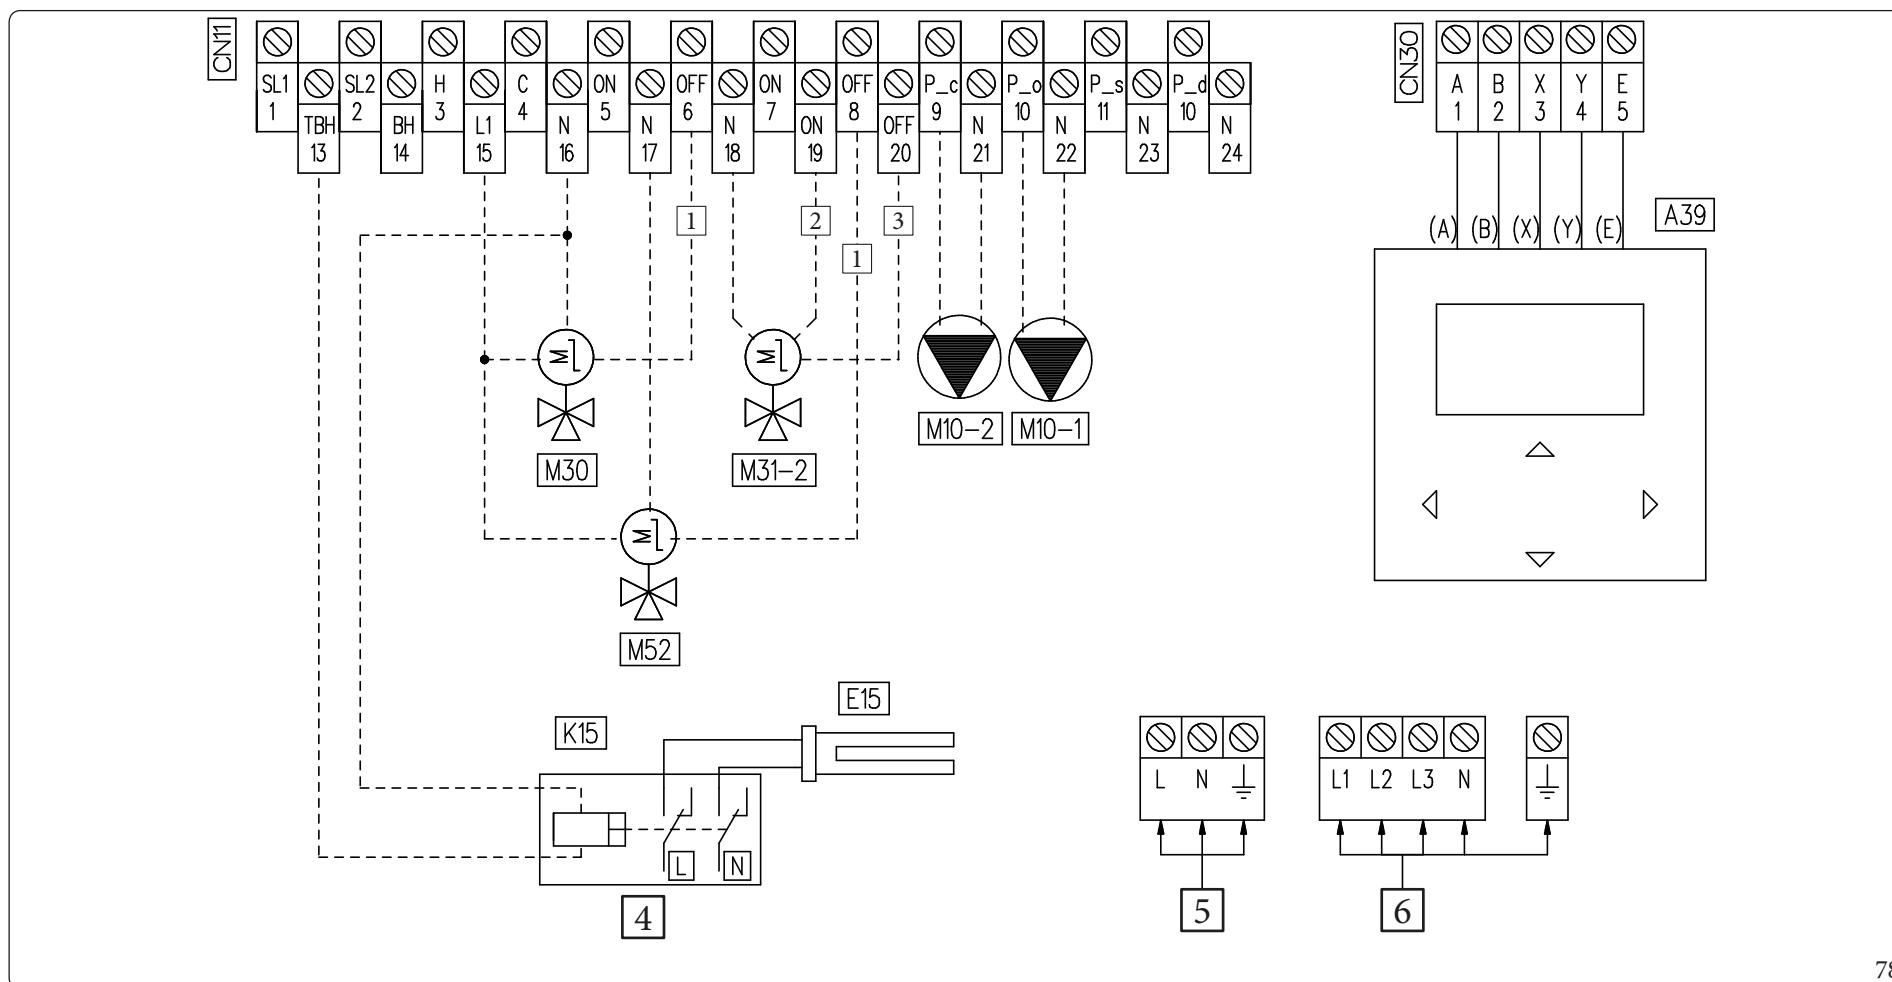 CN11
SL1 SL2 H C ON OFF ON OFF P_c P_o P_s P_d
1 2 3 4 5 6 7 8 9 10 11 10
TBH BH L1 N N N ON OFF N N N N
13 14 15 16 17 18 19 20 21 22 23 24
CN30
A B X Y E
1 2 3 4 5
(A) (B) (X) (Y) (E)
A39
1 2 3
1
M
M
M10-2 M10-1
M30 M31-2
M
M52
E15
K15
L N
4
L N
5
L1 L2 L3 N
6